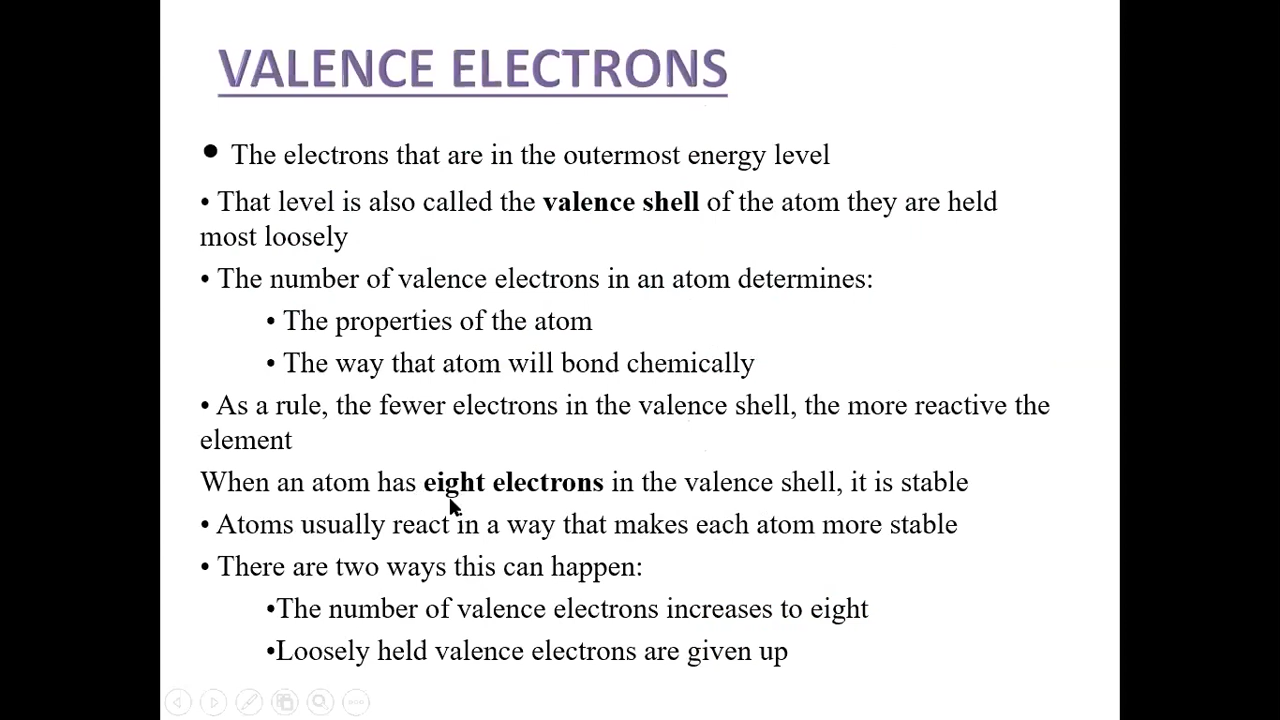 VALENCE ELECTRONS
• The electrons that are in the outermost energy level
• That level is also called the valence shell of the atom they are held
most loosely
• The number of valence electrons in an atom determines:
• The properties of the atom
• The way that atom will bond chemically
• As a rule, the fewer electrons in the valence shell, the more reactive the
element
When an atom has eight electrons in the valence shell, it is stable
• Atoms usually react in a way that makes each atom more stable
• There are two ways this can happen:
•The number of valence electrons increases to eight
•Loosely held valence electrons are given up